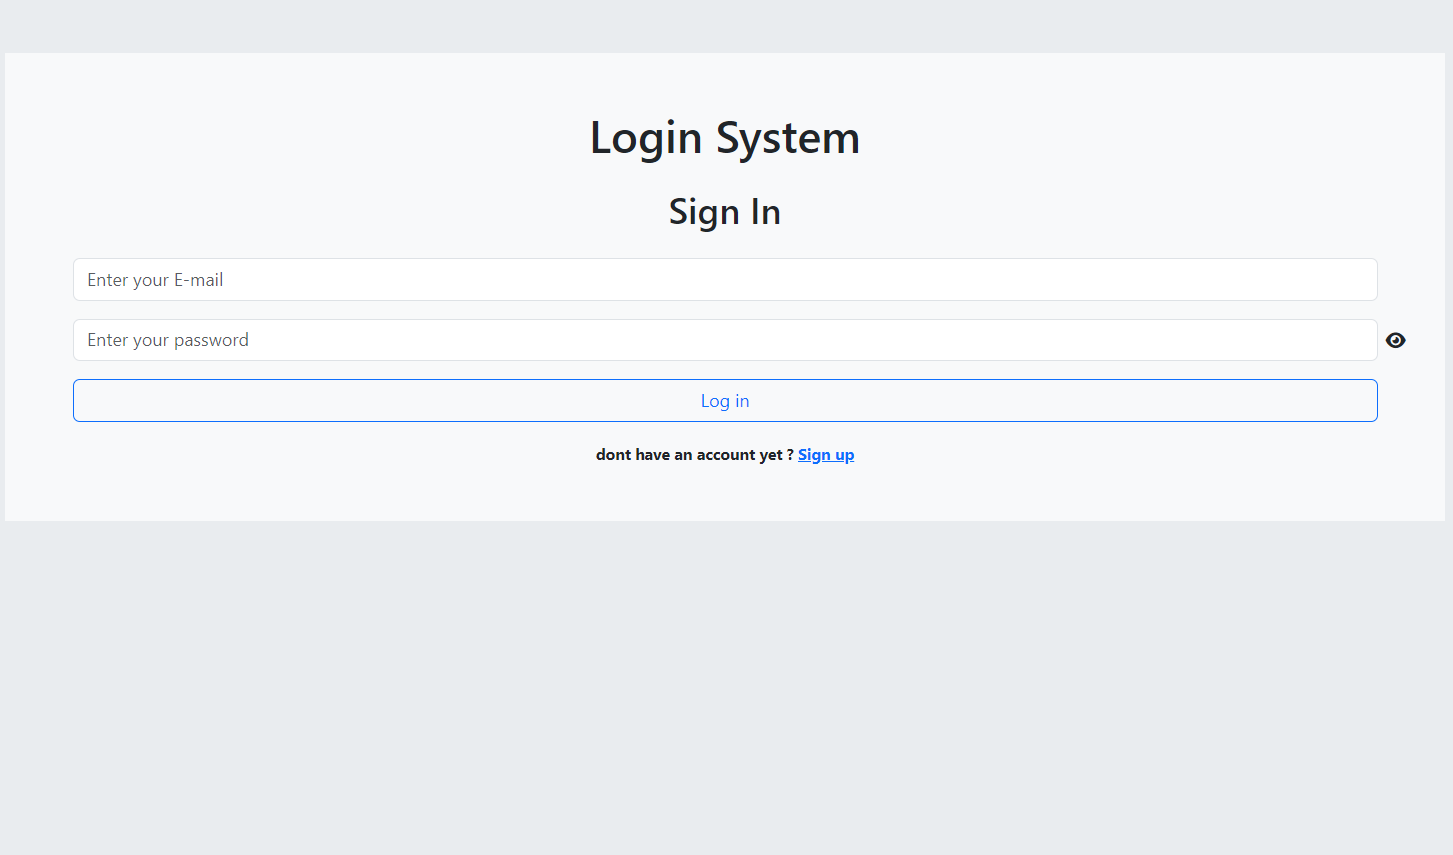 Login System
Sign In
Enter your E-mail
Enter your password
Log in
dont have an account yet ? Sign up